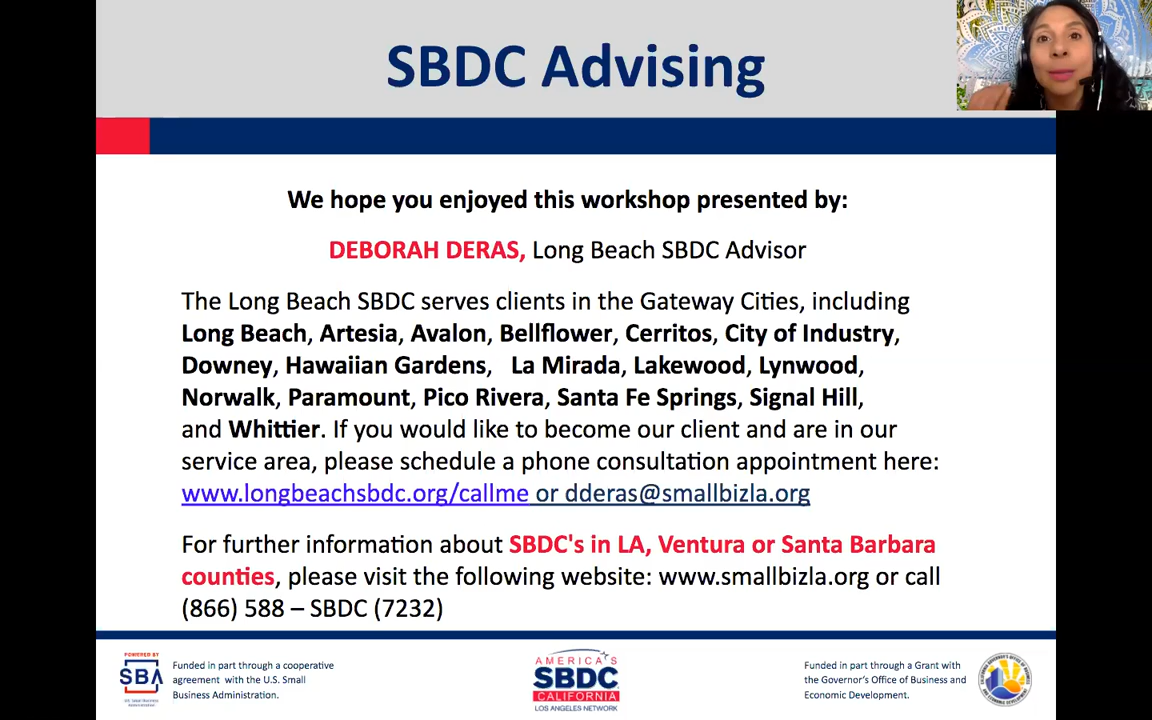 SBDC Advising
We hope you enjoyed this workshop presented by:
DEBORAH DERAS, Long Beach SBDC Advisor
The Long Beach SBDC serves clients in the Gateway Cities, including
Long Beach, Artesia, Avalon, Bellflower, Cerritos, City of Industry,
Downey, Hawaiian Gardens, La Mirada, Lakewood, Lynwood,
Norwalk, Paramount, Pico Rivera, Santa Fe Springs, Signal Hill,
and Whittier. If you would like to become our client and are in our
service area, please schedule a phone consultation appointment here:
www.longbeachsbdc.org/callme or dderas@smallbizla.org
For further information about SBDC's in LA, Ventura or Santa Barbara
counties, please visit the following website: www.smallbizla.org or call
(866) 588 – SBDC (7232)
POWERED BY
SBA
Funded in part through a cooperative
agreement with the U.S. Small
Business Administration.
AMERICA'S
SBDC
CALIFORNIA
LOS ANGELES NETWORK
Funded in part through a Grant with
the Governor's Office of Business and
Economic Development.